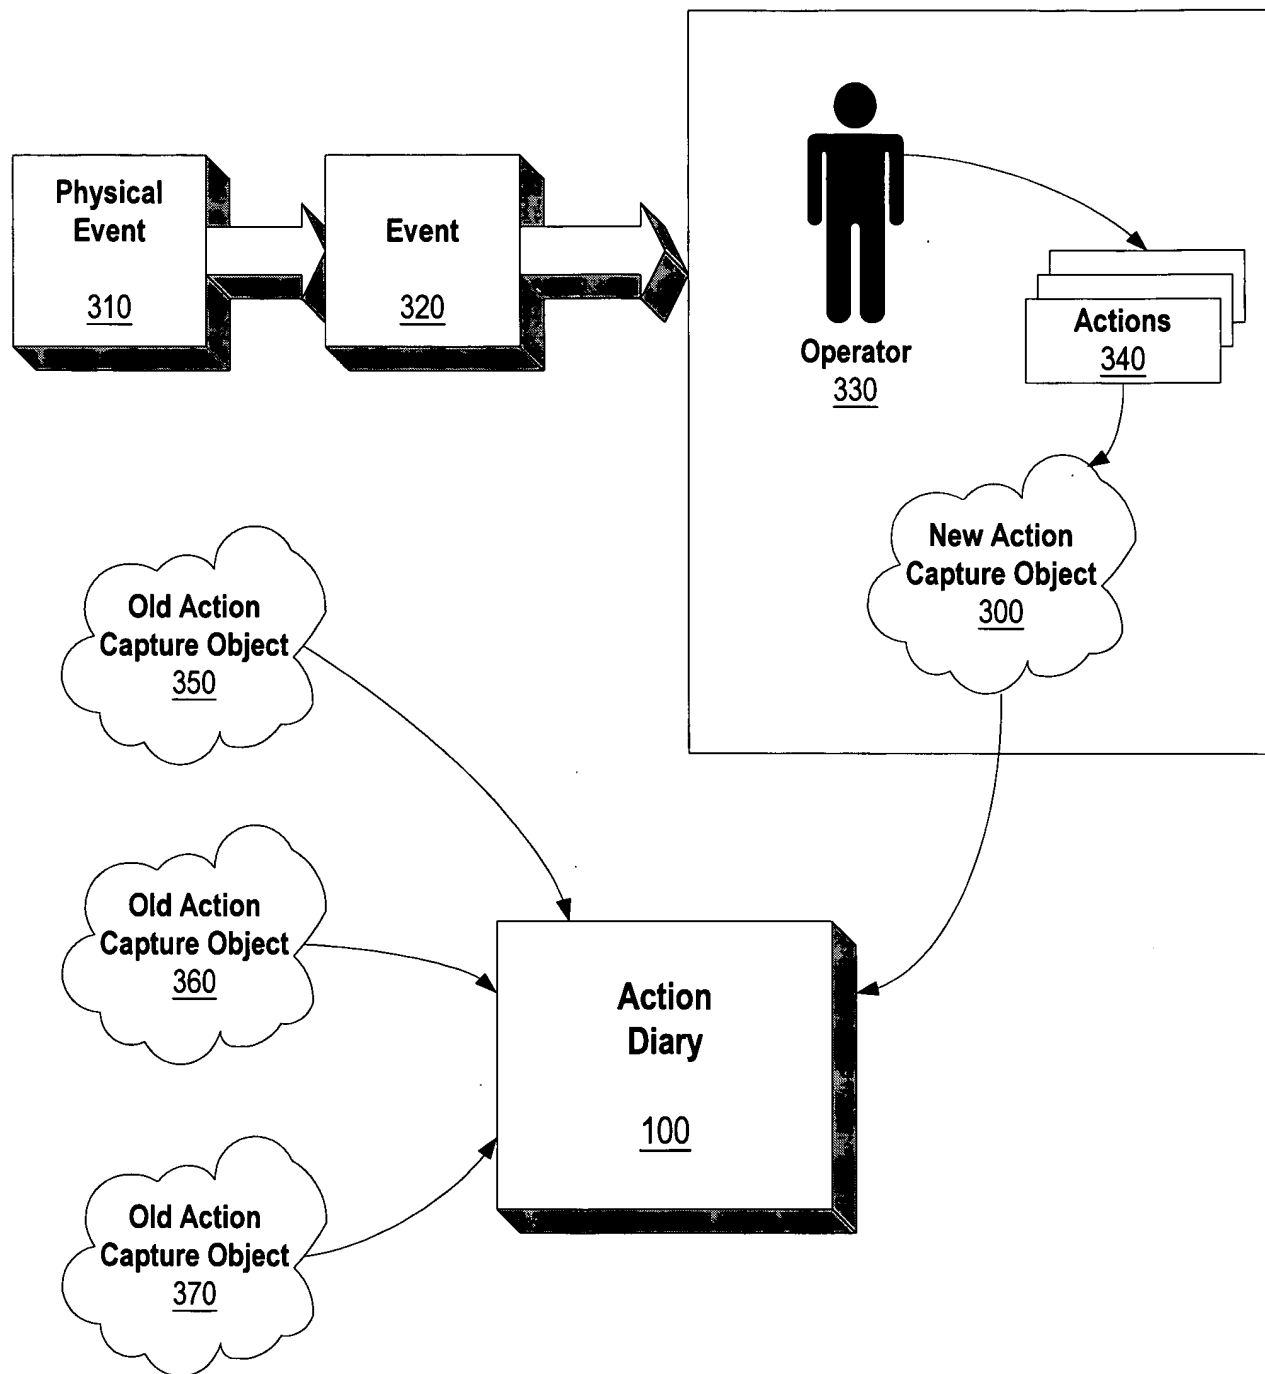 Physical
Event
310
Event
320
Operator
330
Actions
340
New Action
Capture Object
300
Old Action
Capture Object
350
Old Action
Capture Object
360
Old Action
Capture Object
370
Action
Diary
100